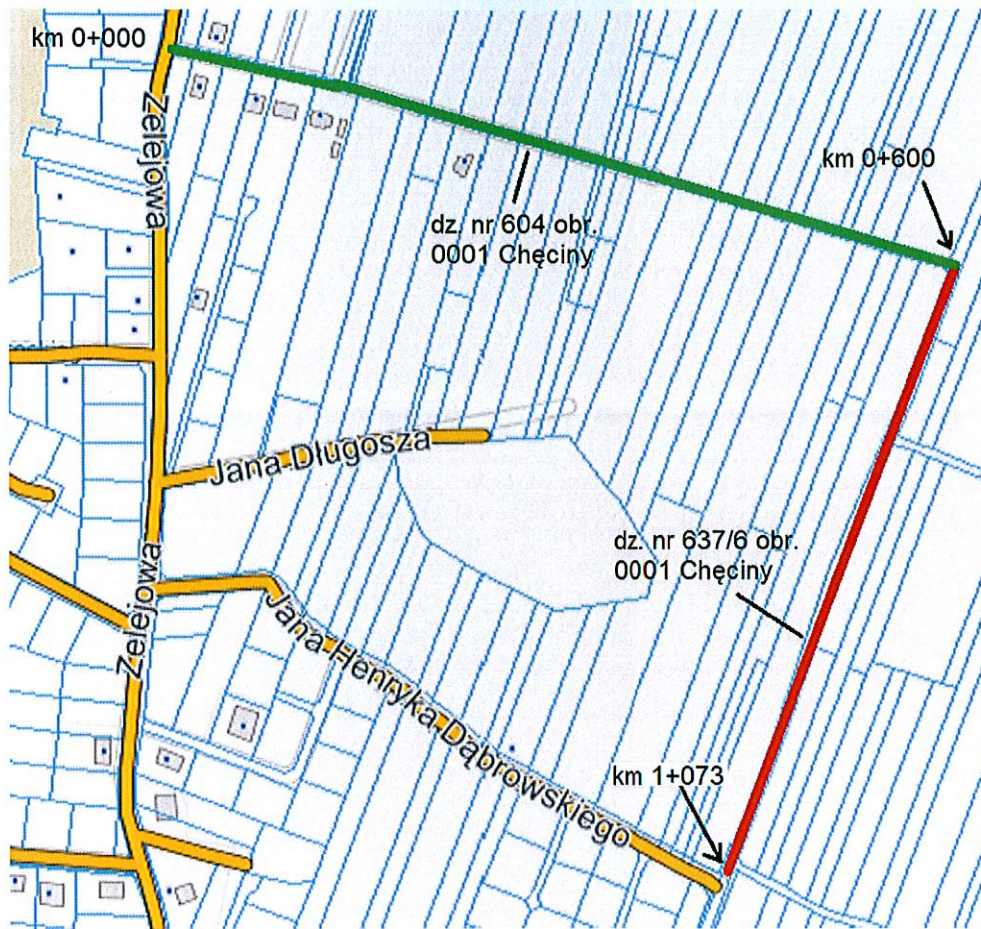 km 0+000
Zelejowa
km 0+600
dz. nr 604 obr.
0001 Chęciny
Jana Długosza
dz. nr 637/6 obr.
0001 Chęciny
Zelejowa
Jana Henryka Dąbrowskiego
km 1+073